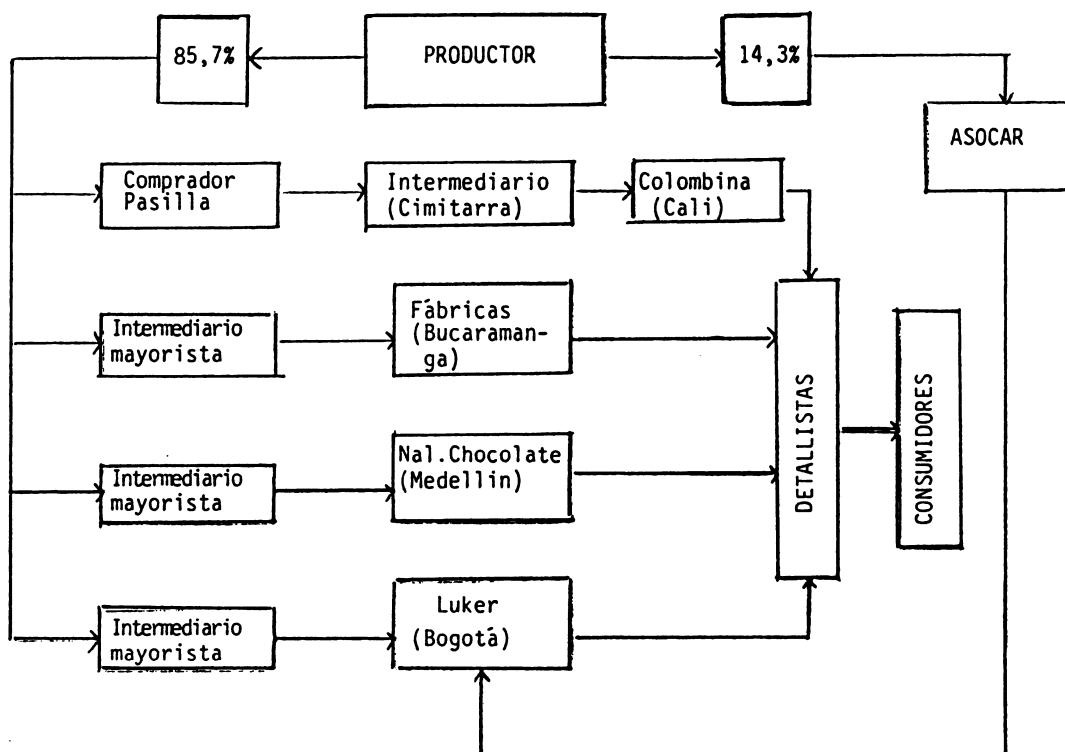 85,7%
PRODUCTOR
14,3%
ASOCAR
Comprador
Pasilla
Intermediario
(Cimitarra)
Colombina
(Cali)
Intermediario
mayorista
Fábricas
(Bucaraman-
ga)
Intermediario
mayorista
Nal.Chocolate
(Medellin)
Intermediario
mayorista
Luker
(Bogotá)
DETALLISTAS
CONSUMIDORES